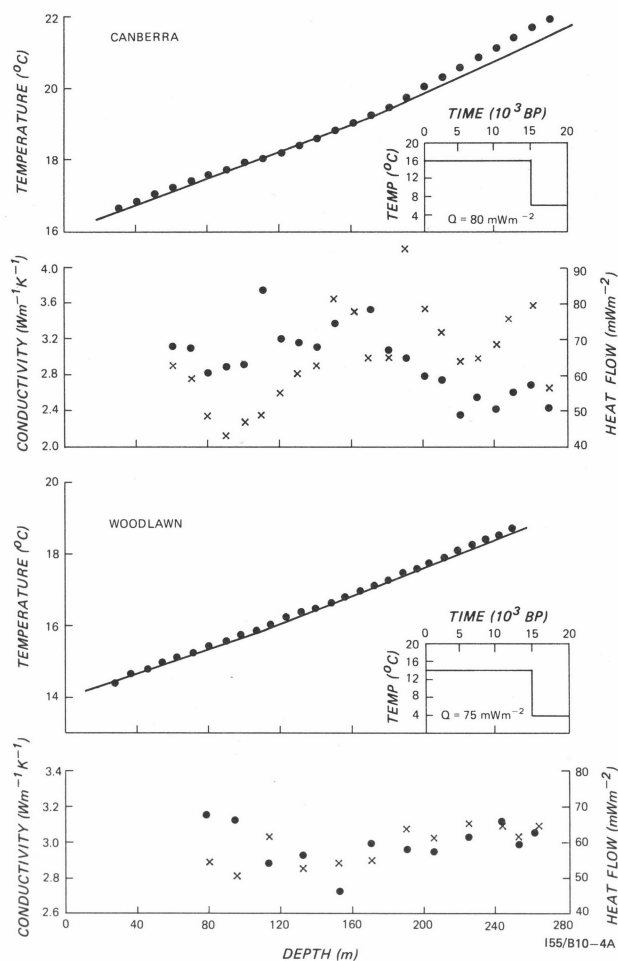 22
CANBERRA
20
18
16
TEMPERATURE (°C)
TIME (10³ BP)
0 5 10 15 20
20
16
12
8
4
TEMP (°C)
Q = 80 mWm⁻²
4.0
3.6
3.2
2.8
2.4
2.0
CONDUCTIVITY (Wm⁻¹K⁻¹)
90
80
70
60
50
40
HEAT FLOW (mWm⁻²)
20
WOODLAWN
18
16
14
TEMPERATURE (°C)
TIME (10³ BP)
0 5 10 15 20
20
16
12
8
4
TEMP (°C)
Q = 75 mWm⁻²
3.6
3.3
3.0
2.7
2.4
CONDUCTIVITY (Wm⁻¹K⁻¹)
80
70
60
50
40
HEAT FLOW (mWm⁻²)
0 40 80 120 160 200 240 280
DEPTH (m)
I55/B10–4A